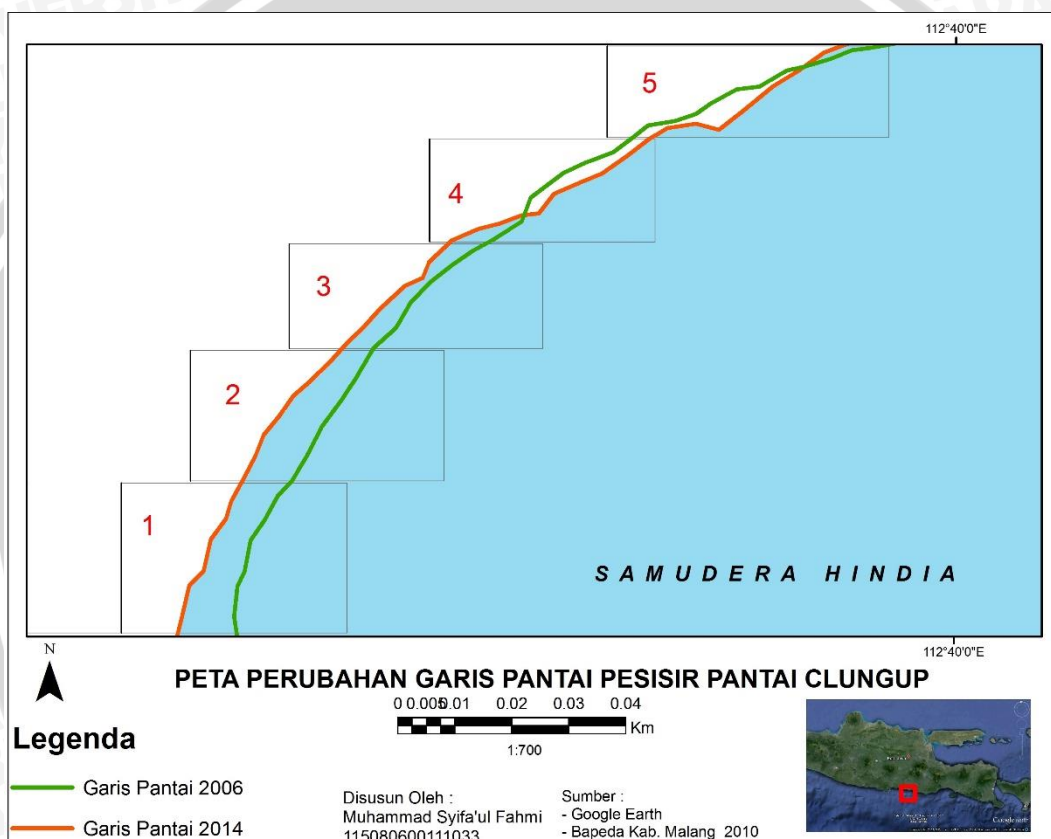 112°40'0"E
5
4
3
2
1
SAMUDERA HINDIA
112°40'0"E
N
PETA PERUBAHAN GARIS PANTAI PESISIR PANTAI CLUNGUP
0 0.005 0.01 0.02 0.03 0.04
Km
1:700
Legenda
Garis Pantai 2006
Garis Pantai 2014
Disusun Oleh :
Muhammad Syifa'ul Fahmi
115080600111033
Sumber :
- Google Earth
- Bapeda Kab. Malang 2010